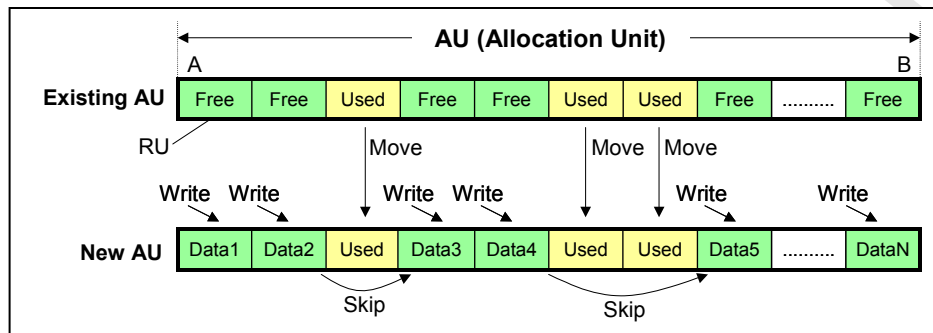 AU (Allocation Unit)
A B
Existing AU Free Free Used Free Free Used Used Free .......... Free
RU
Move Move Move
Write Write Write Write Write Write
New AU Data1 Data2 Used Data3 Data4 Used Used Data5 .......... DataN
Skip Skip